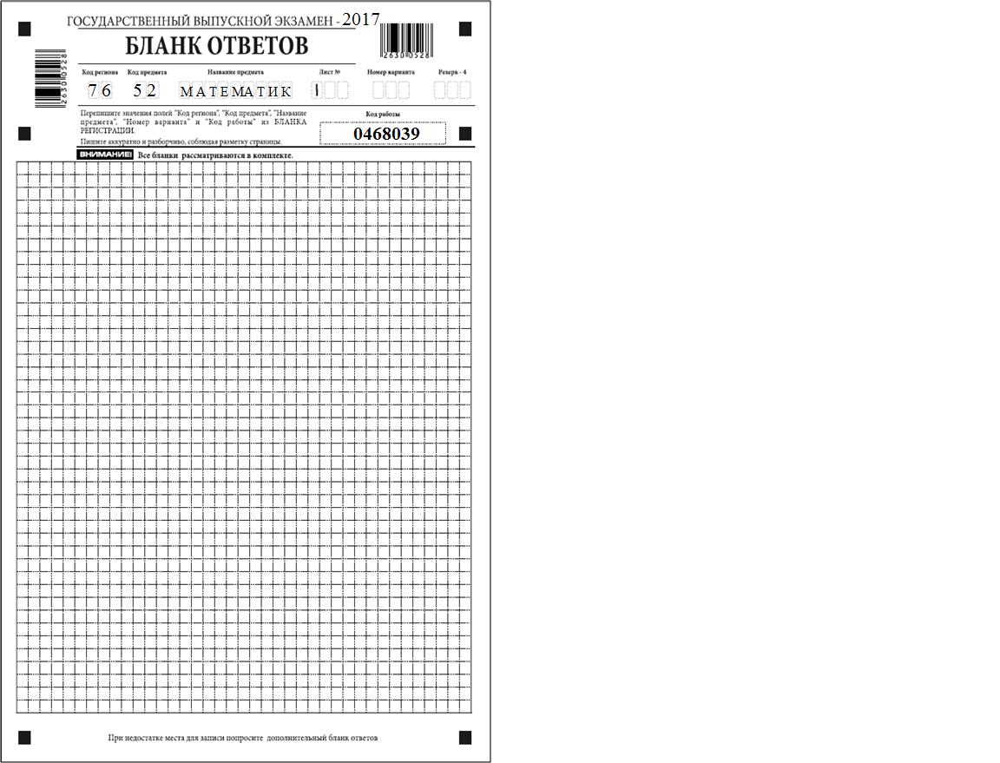 ГОСУДАРСТВЕННЫЙ ВЫПУСКНОЙ ЭКЗАМЕН - 2017
БЛАНК ОТВЕТОВ
2630 0528
2630 0528
Код региона Код предмета Название предмета Лист № Номер варианта Резерв - 4
76 52 МАТЕМАТИК 1
Перепишите значения полей "Код региона", "Код предмета", "Название
предмета", "Номер варианта" и "Код работы" из БЛАНКА
РЕГИСТРАЦИИ.
Пишите аккуратно и разборчиво, соблюдая разметку страницы.
Код работы
0468039
ВНИМАНИЕ! Все бланки рассматриваются в комплекте.
При недостатке места для записи попросите дополнительный бланк ответов